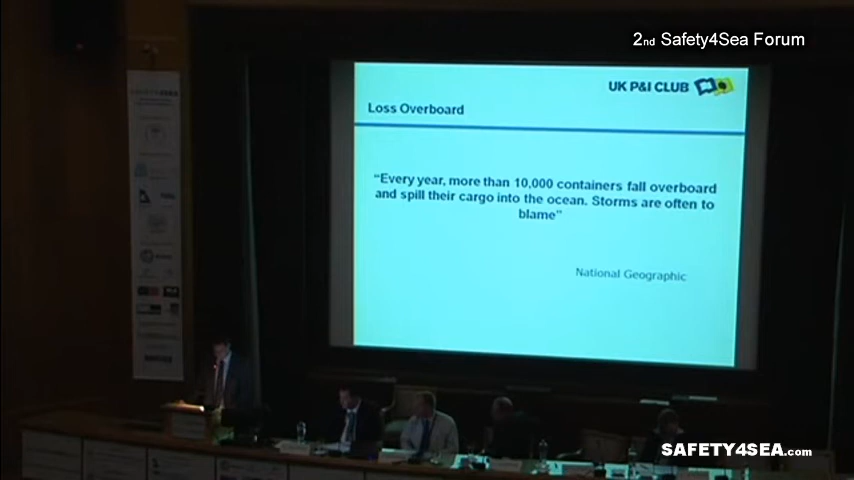 2nd Safety4Sea Forum
UK P&I CLUB
Loss Overboard
“Every year, more than 10,000 containers fall overboard
and spill their cargo into the ocean. Storms are often to
blame”
National Geographic
SAFETY4SEA
SAFETY4SEA.com